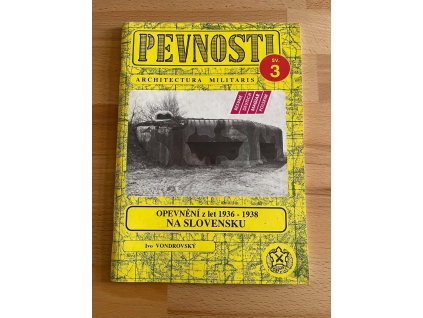 PEVNOSTI
SV.
3
ARCHITECTURA MILITARIS
OPEVNĚNÍ z let 1936 - 1938
NA SLOVENSKU
Ivo VONDROVSKÝ